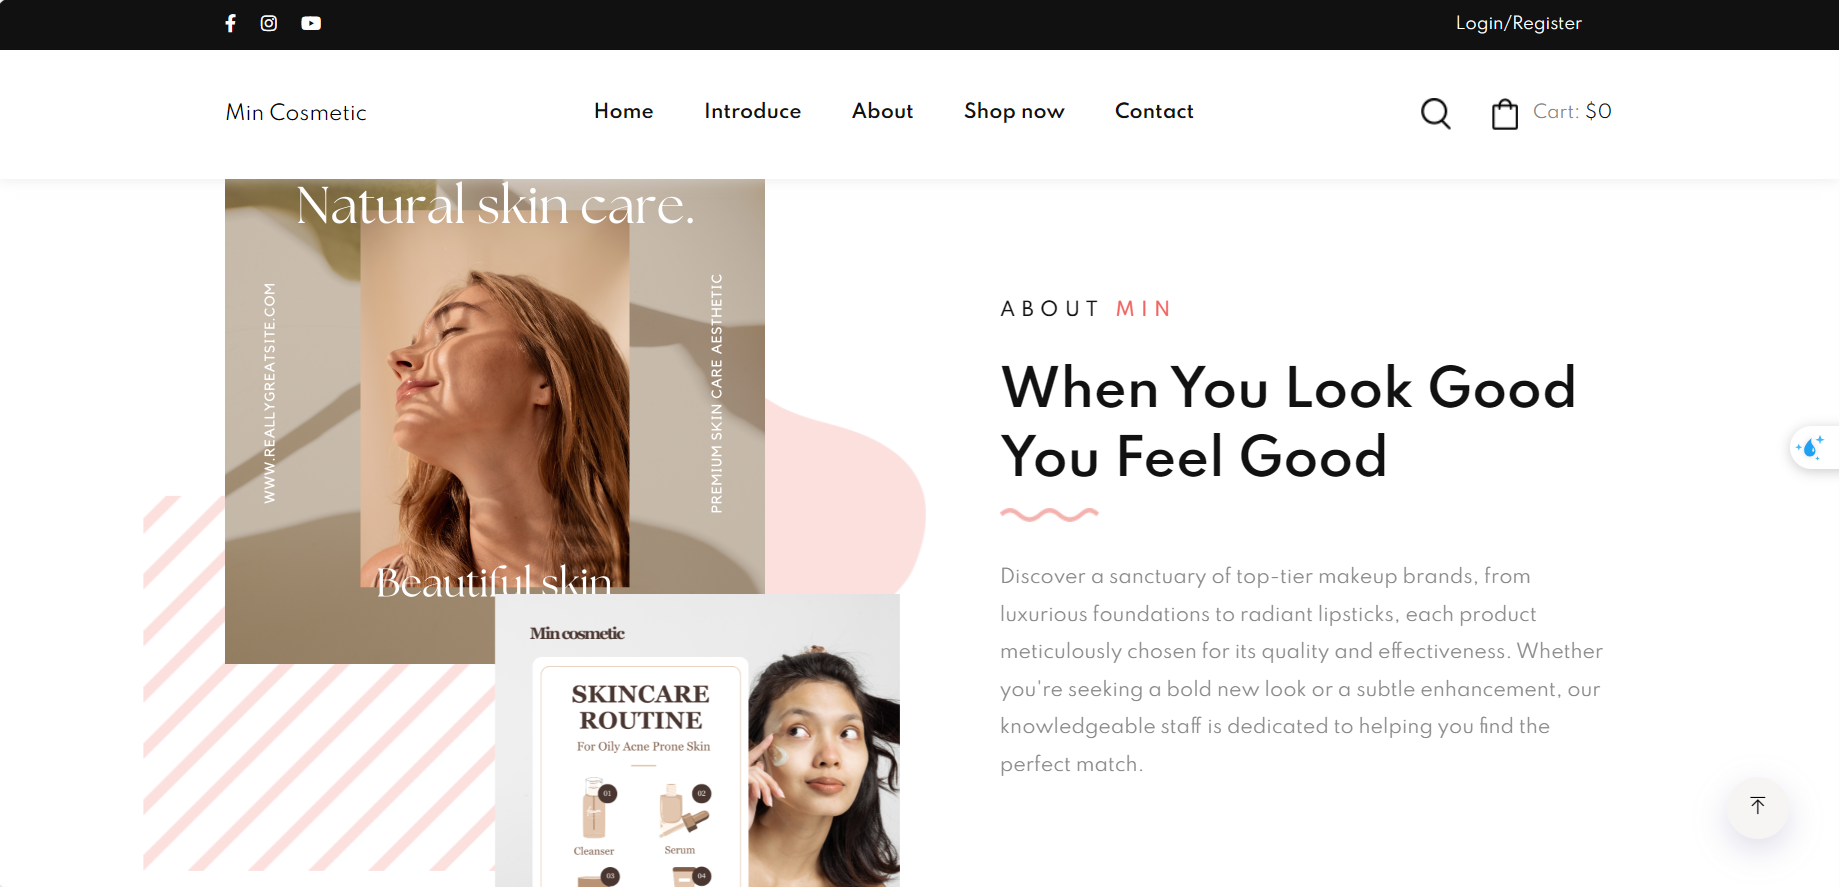 Login/Register
Min Cosmetic
Home
Introduce
About
Shop now
Contact
Cart: $0
Natural skin care.
WWW.REALLYGREATSITE.COM
PREMIUM SKIN CARE AESTHETIC
Beautiful skin
Min cosmetic
SKINCARE
ROUTINE
For Oily Acne Prone Skin
01
02
Cleanser
Serum
03
04
ABOUT MIN
When You Look Good
You Feel Good
Discover a sanctuary of top-tier makeup brands, from
luxurious foundations to radiant lipsticks, each product
meticulously chosen for its quality and effectiveness. Whether
you're seeking a bold new look or a subtle enhancement, our
knowledgeable staff is dedicated to helping you find the
perfect match.